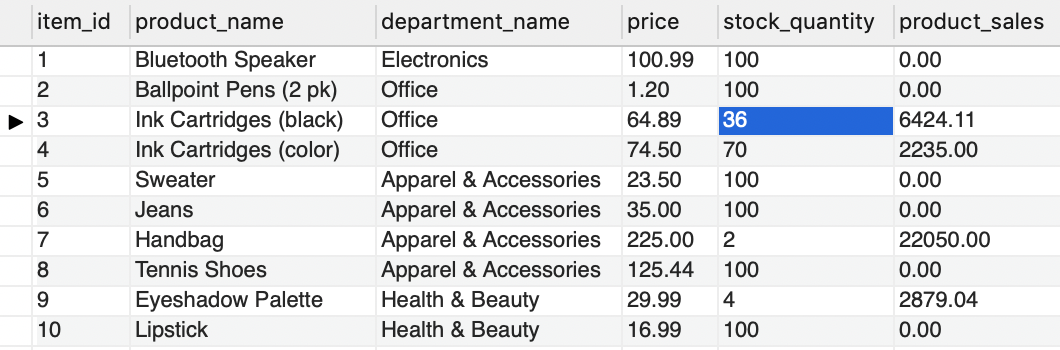 item_id product_name department_name price stock_quantity product_sales
1 Bluetooth Speaker Electronics 100.99 100 0.00
2 Ballpoint Pens (2 pk) Office 1.20 100 0.00
3 Ink Cartridges (black) Office 64.89 36 6424.11
4 Ink Cartridges (color) Office 74.50 70 2235.00
5 Sweater Apparel & Accessories 23.50 100 0.00
6 Jeans Apparel & Accessories 35.00 100 0.00
7 Handbag Apparel & Accessories 225.00 2 22050.00
8 Tennis Shoes Apparel & Accessories 125.44 100 0.00
9 Eyeshadow Palette Health & Beauty 29.99 4 2879.04
10 Lipstick Health & Beauty 16.99 100 0.00